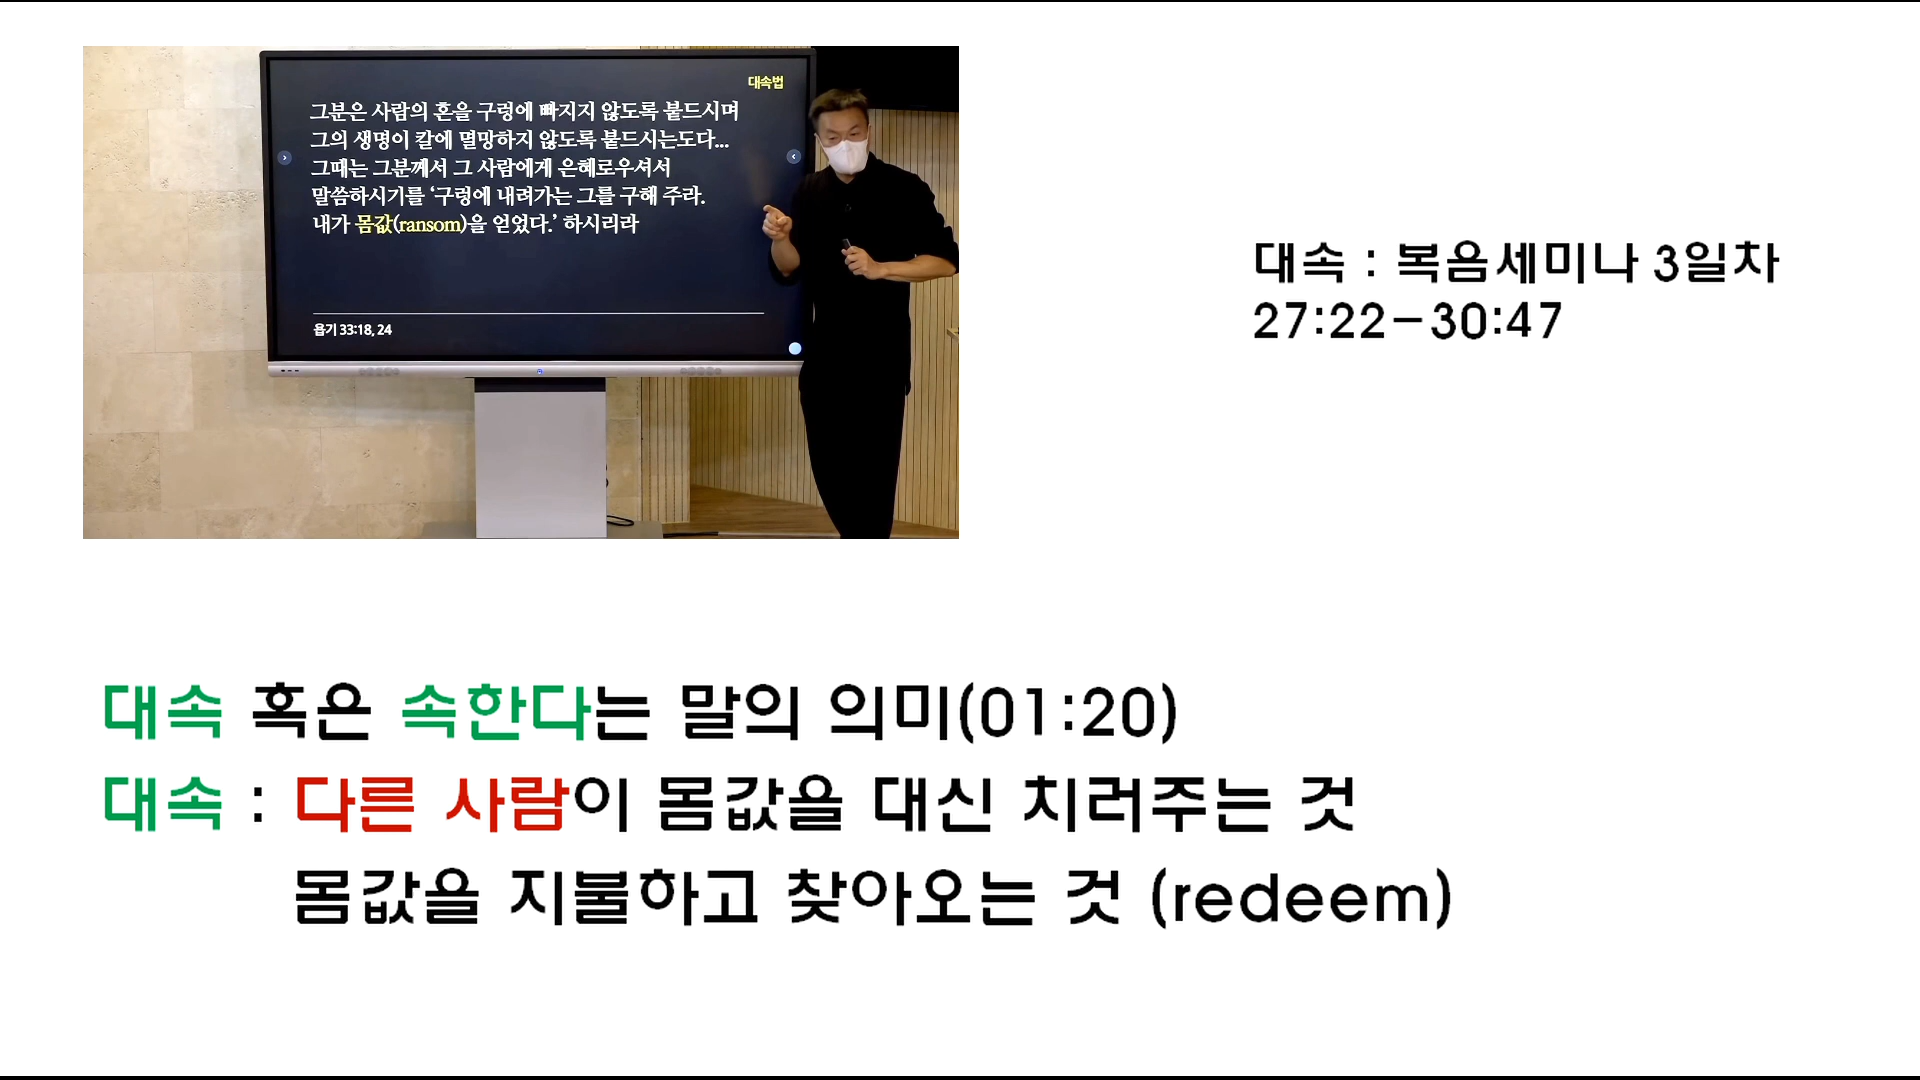 대속법
그분은 사람의 혼을 구렁에 빠지지 않도록 붙드시며
그의 생명이 칼에 멸망하지 않도록 붙드시는도다...
그때는 그분께서 그 사람에게 은혜로우셔서
말씀하시기를 ‘구렁에 내려가는 그를 구해 주라.
내가 몸값(ransom)을 얻었다.’ 하시리라
욥기 33:18, 24
대속 : 복음세미나 3일차
27:22-30:47
대속 혹은 속한다는 말의 의미(01:20)
대속 : 다른 사람이 몸값을 대신 치러주는 것
몸값을 지불하고 찾아오는 것 (redeem)